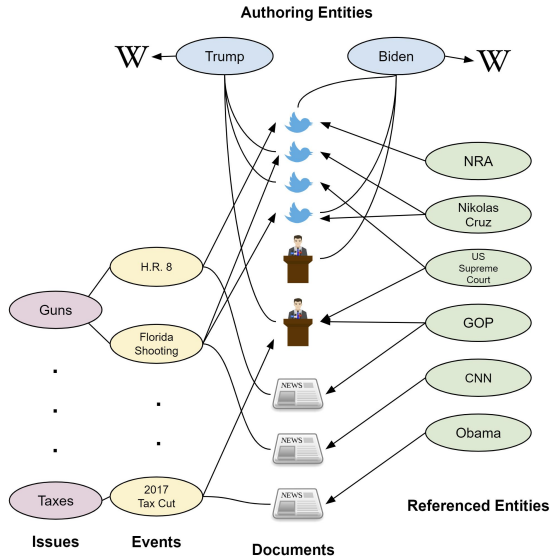 Authoring Entities
W
Trump
Biden
W
NRA
Nikolas
Cruz
US
Supreme
Court
H.R. 8
Guns
Florida
Shooting
GOP
NEWS
CNN
NEWS
Obama
Taxes
2017
Tax Cut
NEWS
Referenced Entities
Issues
Events
Documents